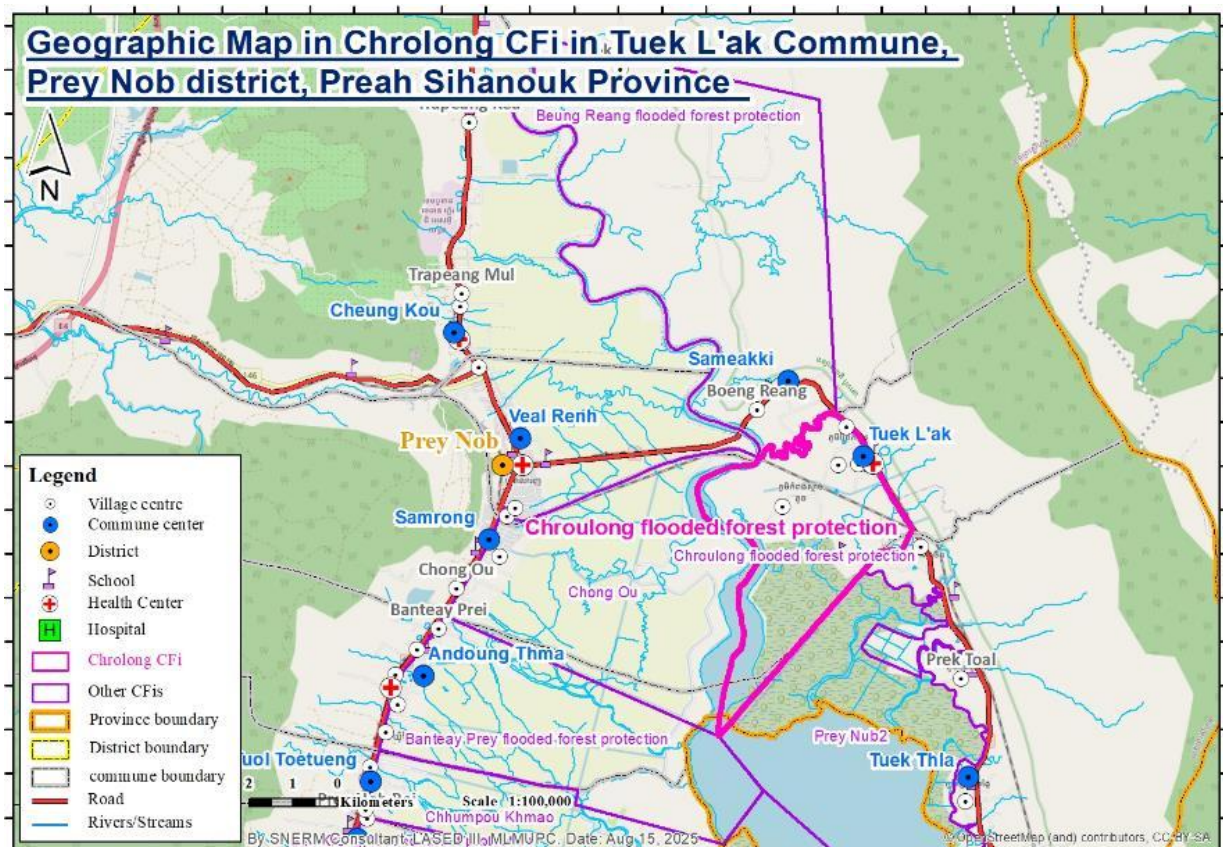 Geographic Map in Chrolong CFi in Tuek L'ak Commune,
Prey Nob district, Preah Sihanouk Province
Beung Reang flooded forest protection
N
Trapeang Mul
Cheung Kou
Sameakki
Boeng Reang
Veal Renh
Tuek L'ak
Prey Nob
Samrong
Chroulong flooded forest protection
Chroulong flooded forest protection
Chong Ou
Chong Ou
Banteay Prei
Andoung Thma
Prek Toal
Banteay Prey flooded forest protection
Prey Nub2
Tuek Thla
uol Toetueng
Chhumpou Khmao
Legend
Village centre
Commune center
District
School
Health Center
H
Hospital
Chrolong CFi
Other CFis
Province boundary
District boundary
commune boundary
Road
Rivers/Streams
2 1 0
Kilometers
Scale 1:100,000
By SNERM Consultant, LASED III, MLMUPC. Date: Aug 15, 2025
© OpenStreetMap (and) contributors, CC-BY-SA